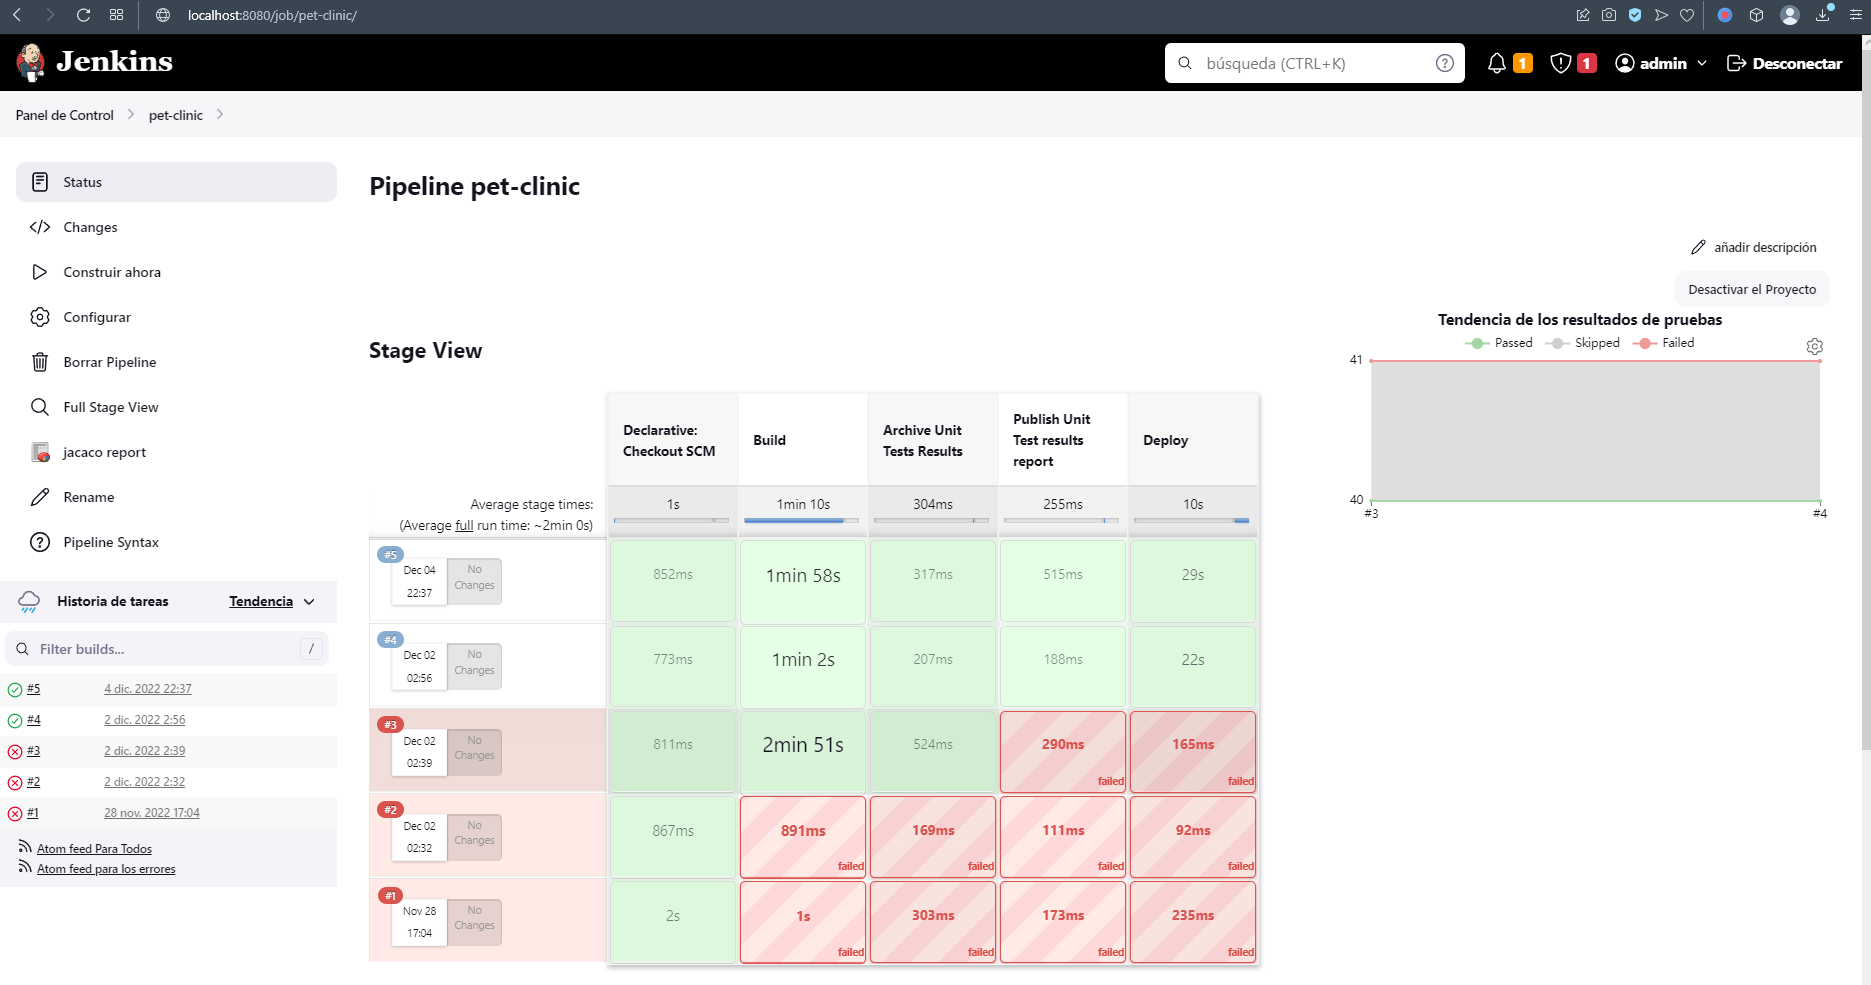 localhost:8080/job/pet-clinic/
Jenkins
búsqueda (CTRL+K)
?
1
1
admin
Desconectar
Panel de Control
pet-clinic
Status
Changes
Construir ahora
Configurar
Borrar Pipeline
Full Stage View
jacaco report
Rename
?
Pipeline Syntax
Historia de tareas
Tendencia
Filter builds...
/
#5 4 dic. 2022 22:37
#4 2 dic. 2022 2:56
#3 2 dic. 2022 2:39
#2 2 dic. 2022 2:32
#1 28 nov. 2022 17:04
Atom feed Para Todos
Atom feed para los errores
Pipeline pet-clinic
añadir descripción
Desactivar el Proyecto
Stage View
Declarative:
Checkout SCM
Build
Archive Unit
Tests Results
Publish Unit
Test results
report
Deploy
Average stage times:
(Average full run time: ~2min 0s)
1s
1min 10s
304ms
255ms
10s
#5
Dec 04
22:37
No
Changes
852ms
1min 58s
317ms
515ms
29s
#4
Dec 02
02:56
No
Changes
773ms
1min 2s
207ms
188ms
22s
#3
Dec 02
02:39
No
Changes
811ms
2min 51s
524ms
290ms
failed
165ms
failed
#2
Dec 02
02:32
No
Changes
867ms
891ms
failed
169ms
failed
111ms
failed
92ms
failed
#1
Nov 28
17:04
No
Changes
2s
1s
failed
303ms
failed
173ms
failed
235ms
failed
Tendencia de los resultados de pruebas
Passed Skipped Failed
41
40
#3
#4